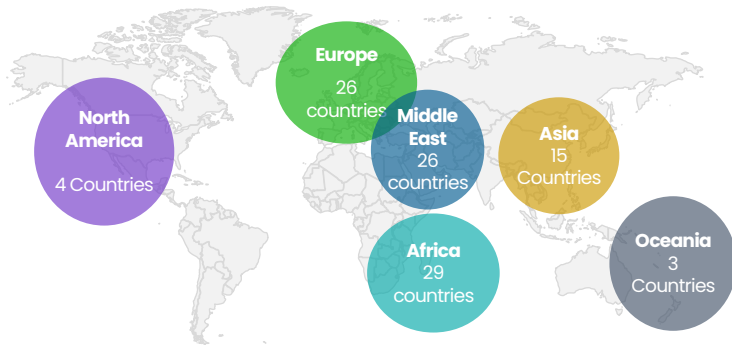 Europe
26
countries
North
America
4 Countries
Middle
East
26
countries
Asia
15
Countries
Africa
29
countries
Oceania
3
Countries